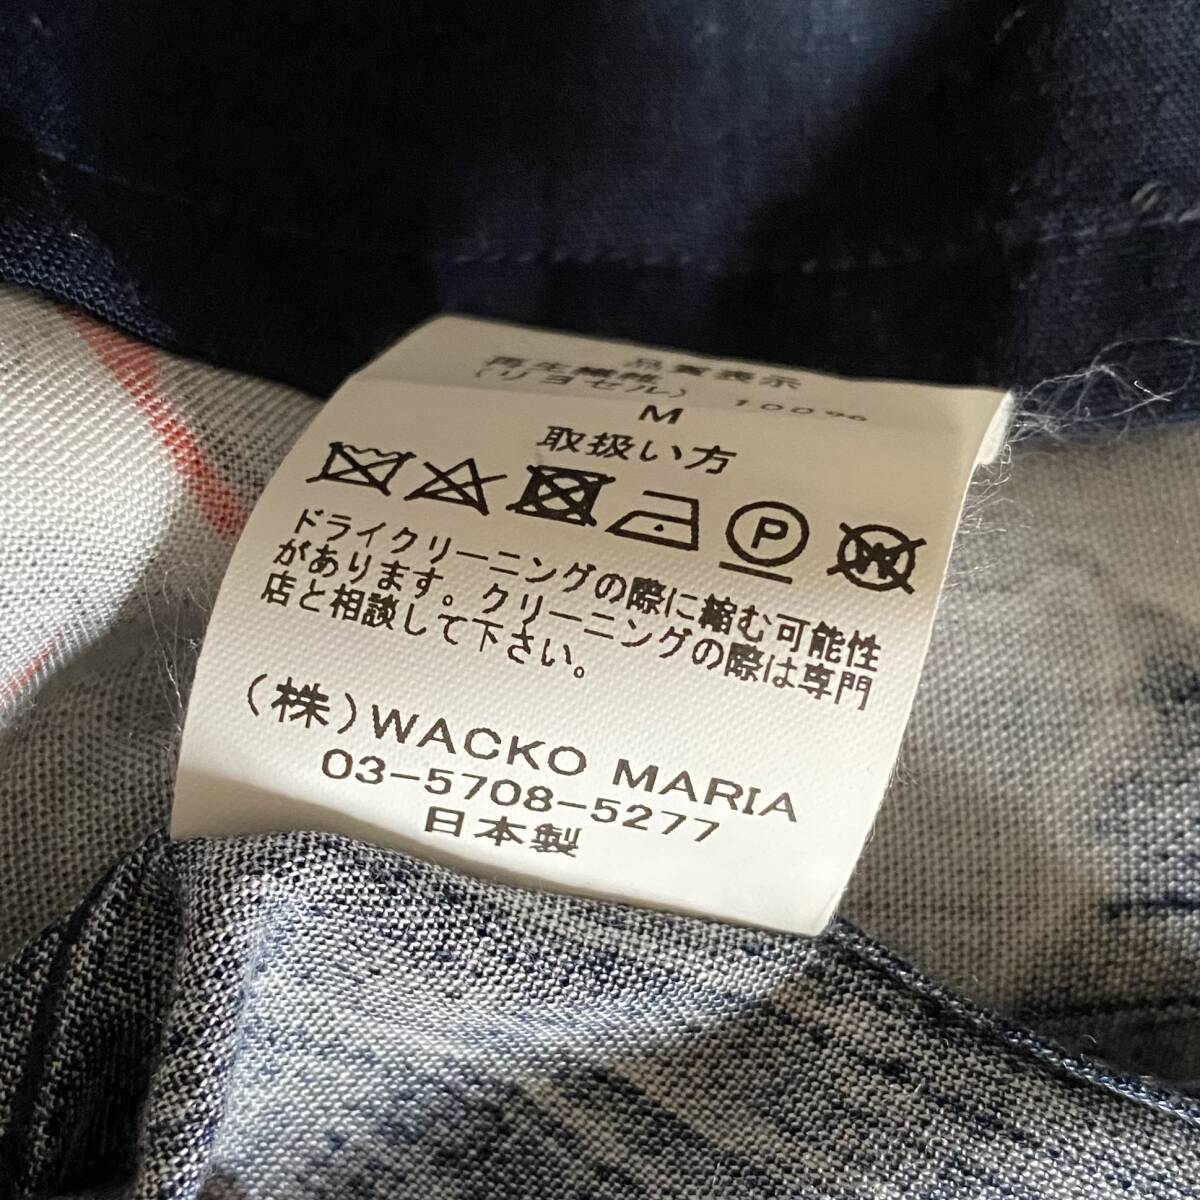 品質表示
再生繊維
(リヨセル) 100%
M
取扱い方
P
W
ドライクリーニングの際に縮む可能性
があります。クリーニングの際は専門
店と相談して下さい。
(株)WACKO MARIA
03-5708-5277
日本製